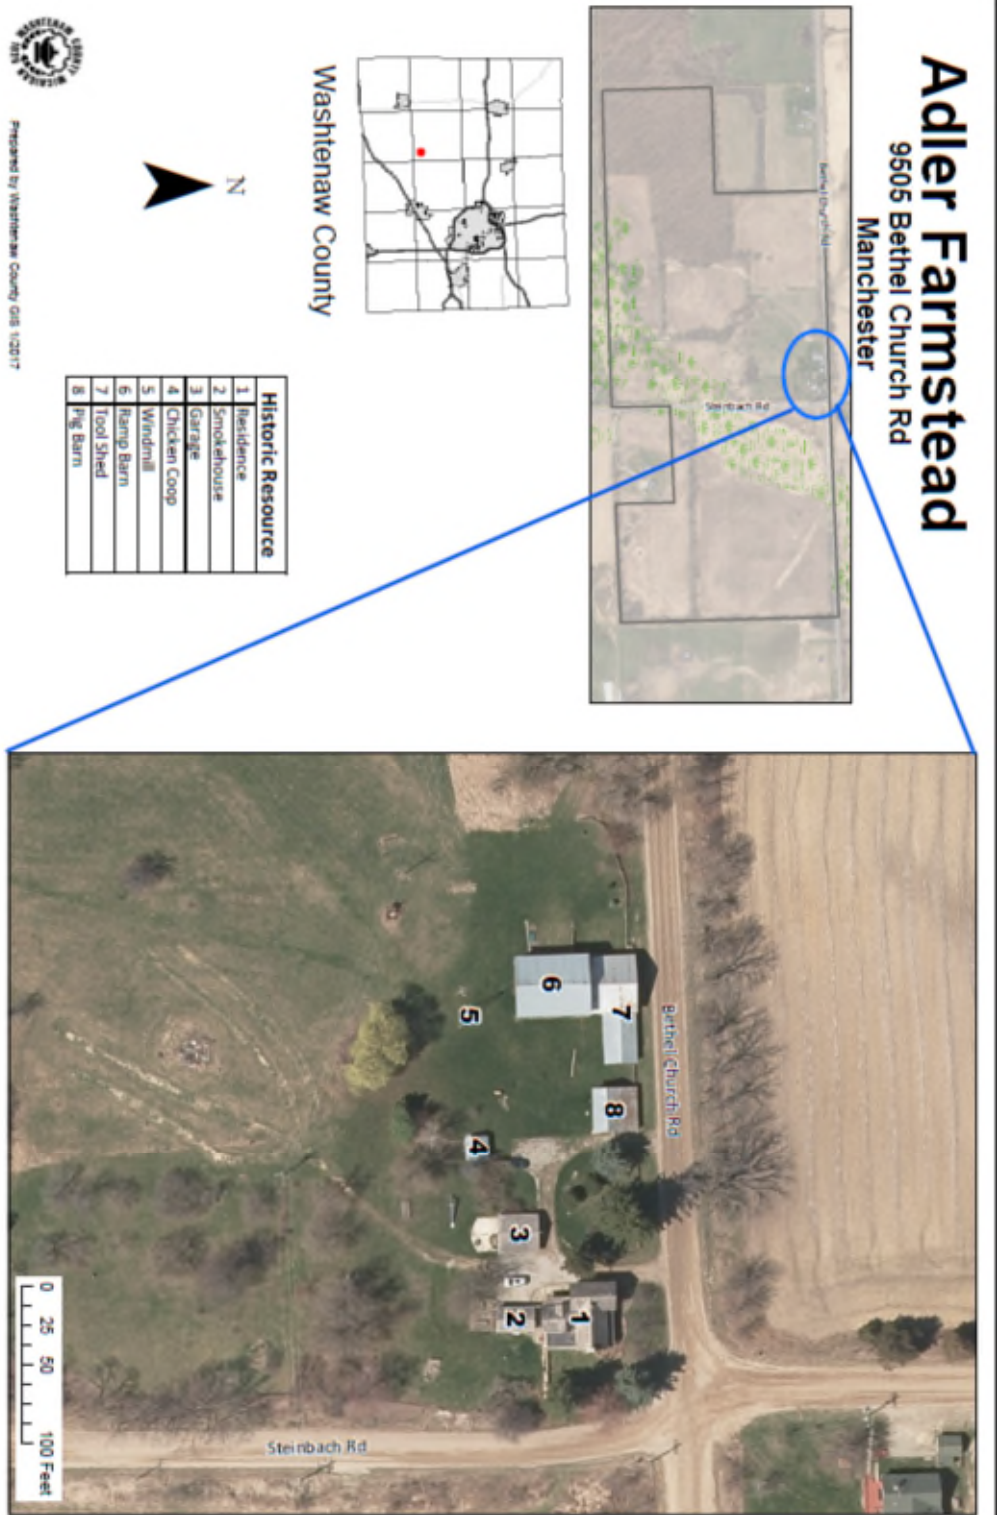 Adler Farmstead
9505 Bethel Church Rd
Manchester
Bethel Church Rd
Steinbach Rd
Washtenaw County
N
Historic Resource
1 Residence
2 Smokehouse
3 Garage
4 Chicken Coop
5 Windmill
6 Ramp Barn
7 Tool Shed
8 Pig Barn
WASHTENAW COUNTY MICHIGAN
Prepared by Washtenaw County GIS 1/2017
Bethel Church Rd
6
7
5
8
4
3
1
2
Steinbach Rd
0 25 50 100 Feet